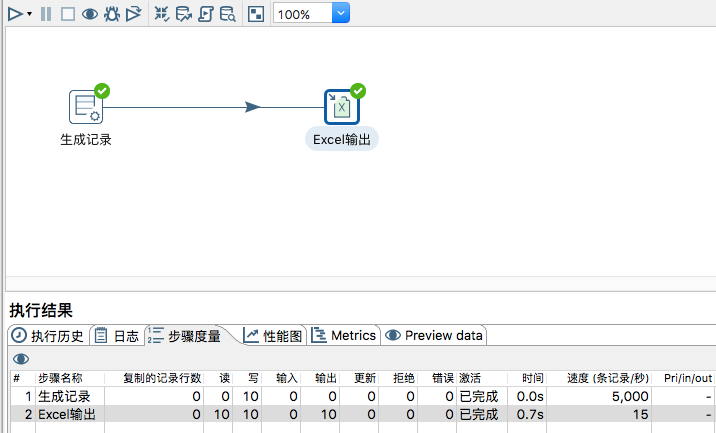 100%
生成记录 Excel输出
执行结果
执行历史 日志 步骤度量 性能图 Metrics Preview data
# 步骤名称 复制的记录行数 读 写 输入 输出 更新 拒绝 错误 激活 时间 速度 (条记录/秒) Pri/in/out
1 生成记录 0 0 10 0 0 0 0 0 已完成 0.0s 5,000 -
2 Excel输出 0 10 10 0 10 0 0 0 已完成 0.7s 15 -